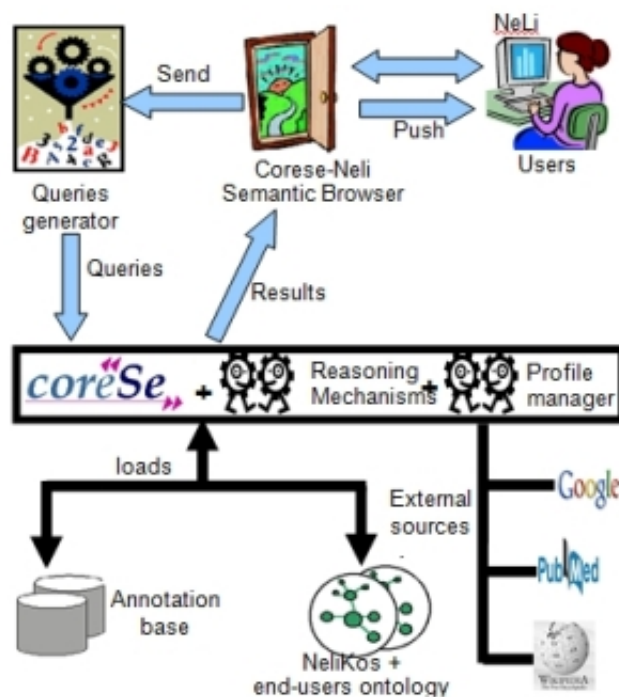 NeLi
Send
Push
Users
Corese-Neli
Semantic Browser
Queries
generator
Queries
Results
coreSe
+
Reasoning
Mechanisms
+
Profile
manager
loads
External
sources
Google
PubMed
WIKIPEDIA
Annotation
base
NeliKos +
end-users ontology